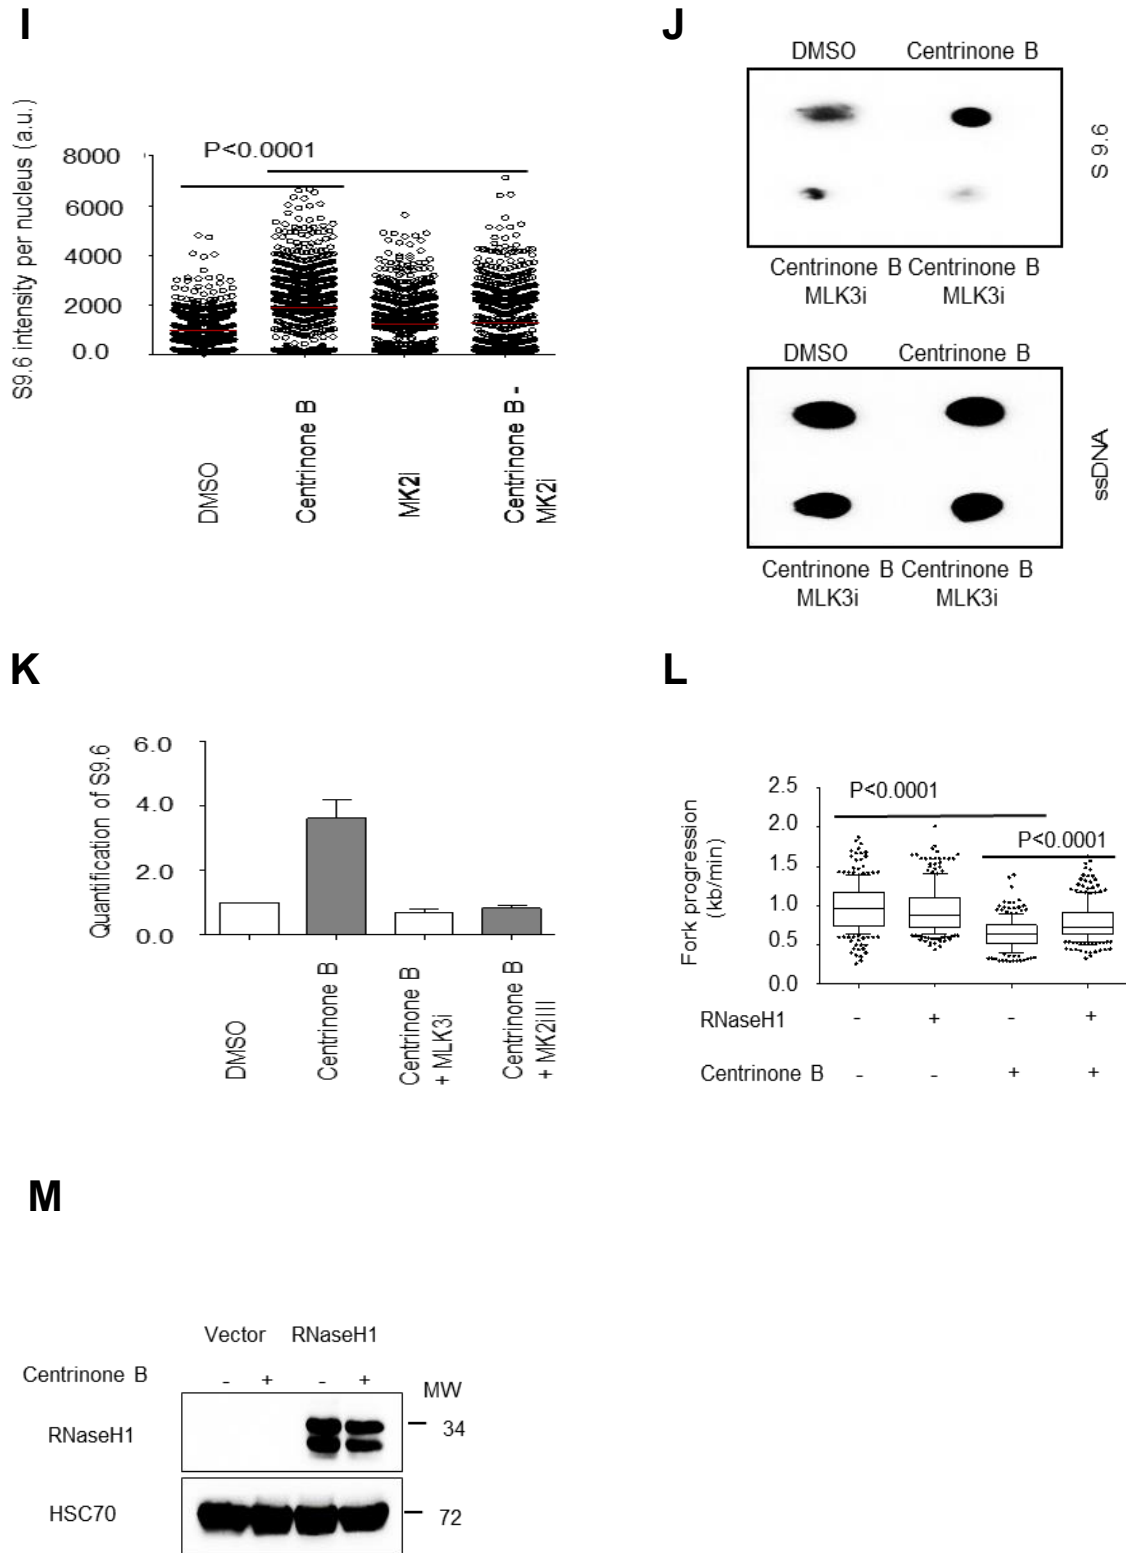 I
P<0.0001
S9.6 intensity per nucleus (a.u.)
8000
6000
4000
2000
0.0
DMSO
Centrinone B
MK2i
Centrinone B -
MK2i
J
DMSO Centrinone B
S 9.6
Centrinone B Centrinone B
MLK3i MLK3i
DMSO Centrinone B
ssDNA
Centrinone B Centrinone B
MLK3i MLK3i
K
Quantification of S9.6
6.0
4.0
2.0
0.0
DMSO
Centrinone B
Centrinone B
+ MLK3i
Centrinone B
+ MK2iIII
L
Fork progression
(kb/min)
2.5
2.0
1.5
1.0
0.5
0.0
P<0.0001
P<0.0001
RNaseH1 - + - +
Centrinone B - - + +
M
Vector RNaseH1
Centrinone B - + - +
MW
RNaseH1
34
HSC70
72